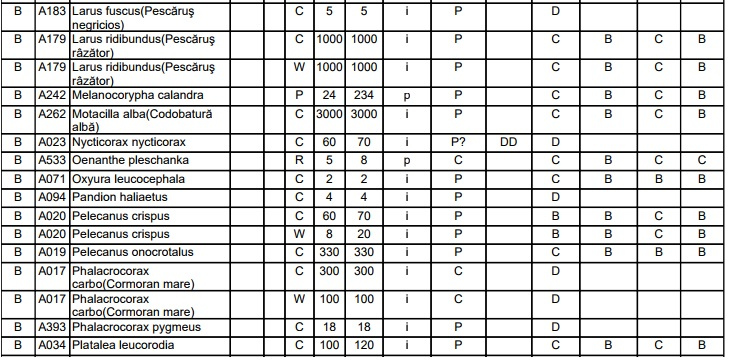 B A183 Larus fuscus(Pescăruş C 5 5 i P D
negricios)
B A179 Larus ridibundus(Pescăruş C 1000 1000 i P C B C B
râzător)
B A179 Larus ridibundus(Pescăruş W 1000 1000 i P C B C B
râzător)
B A242 Melanocorypha calandra P 24 234 p P C B C B
B A262 Motacilla alba(Codobatură C 3000 3000 i P C B C B
albă)
B A023 Nycticorax nycticorax C 60 70 i P? DD D
B A533 Oenanthe pleschanka R 5 8 p C C B C C
B A071 Oxyura leucocephala C 2 2 i P C B B B
B A094 Pandion haliaetus C 4 4 i P D
B A020 Pelecanus crispus C 60 70 i P B B C B
B A020 Pelecanus crispus W 8 20 i P B B C B
B A019 Pelecanus onocrotalus C 330 330 i P C B B B
B A017 Phalacrocorax C 300 300 i C D
carbo(Cormoran mare)
B A017 Phalacrocorax W 100 100 i C D
carbo(Cormoran mare)
B A393 Phalacrocorax pygmeus C 18 18 i P D
B A034 Platalea leucorodia C 100 120 i P C B C B